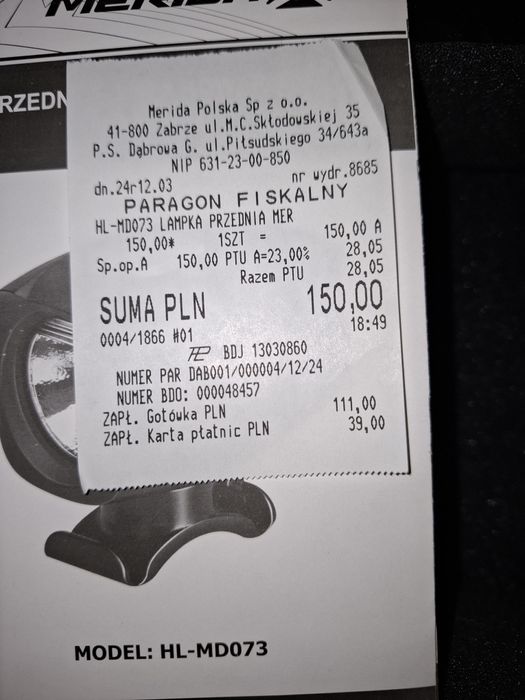 MERIDA
RZEDN
Merida Polska Sp z o.o.
41-800 Zabrze ul.M.C.Skłodowskiej 35
P.S. Dąbrowa G. ul.Piłsudskiego 34/643a
NIP 631-23-00-850
dn.24r12.03 nr wydr.8685
PARAGON FISKALNY
HL-MD073 LAMPKA PRZEDNIA MER
150,00* 1SZT = 150,00 A
Sp.op.A 150,00 PTU A=23,00% 28,05
Razem PTU 28,05
SUMA PLN 150,00
0004/1866 #01 18:49
BDJ 13030860
NUMER PAR DAB001/000004/12/24
NUMER BDO: 000048457
ZAPŁ. Gotówka PLN 111,00
ZAPŁ. Karta płatnic PLN 39,00
MODEL: HL-MD073